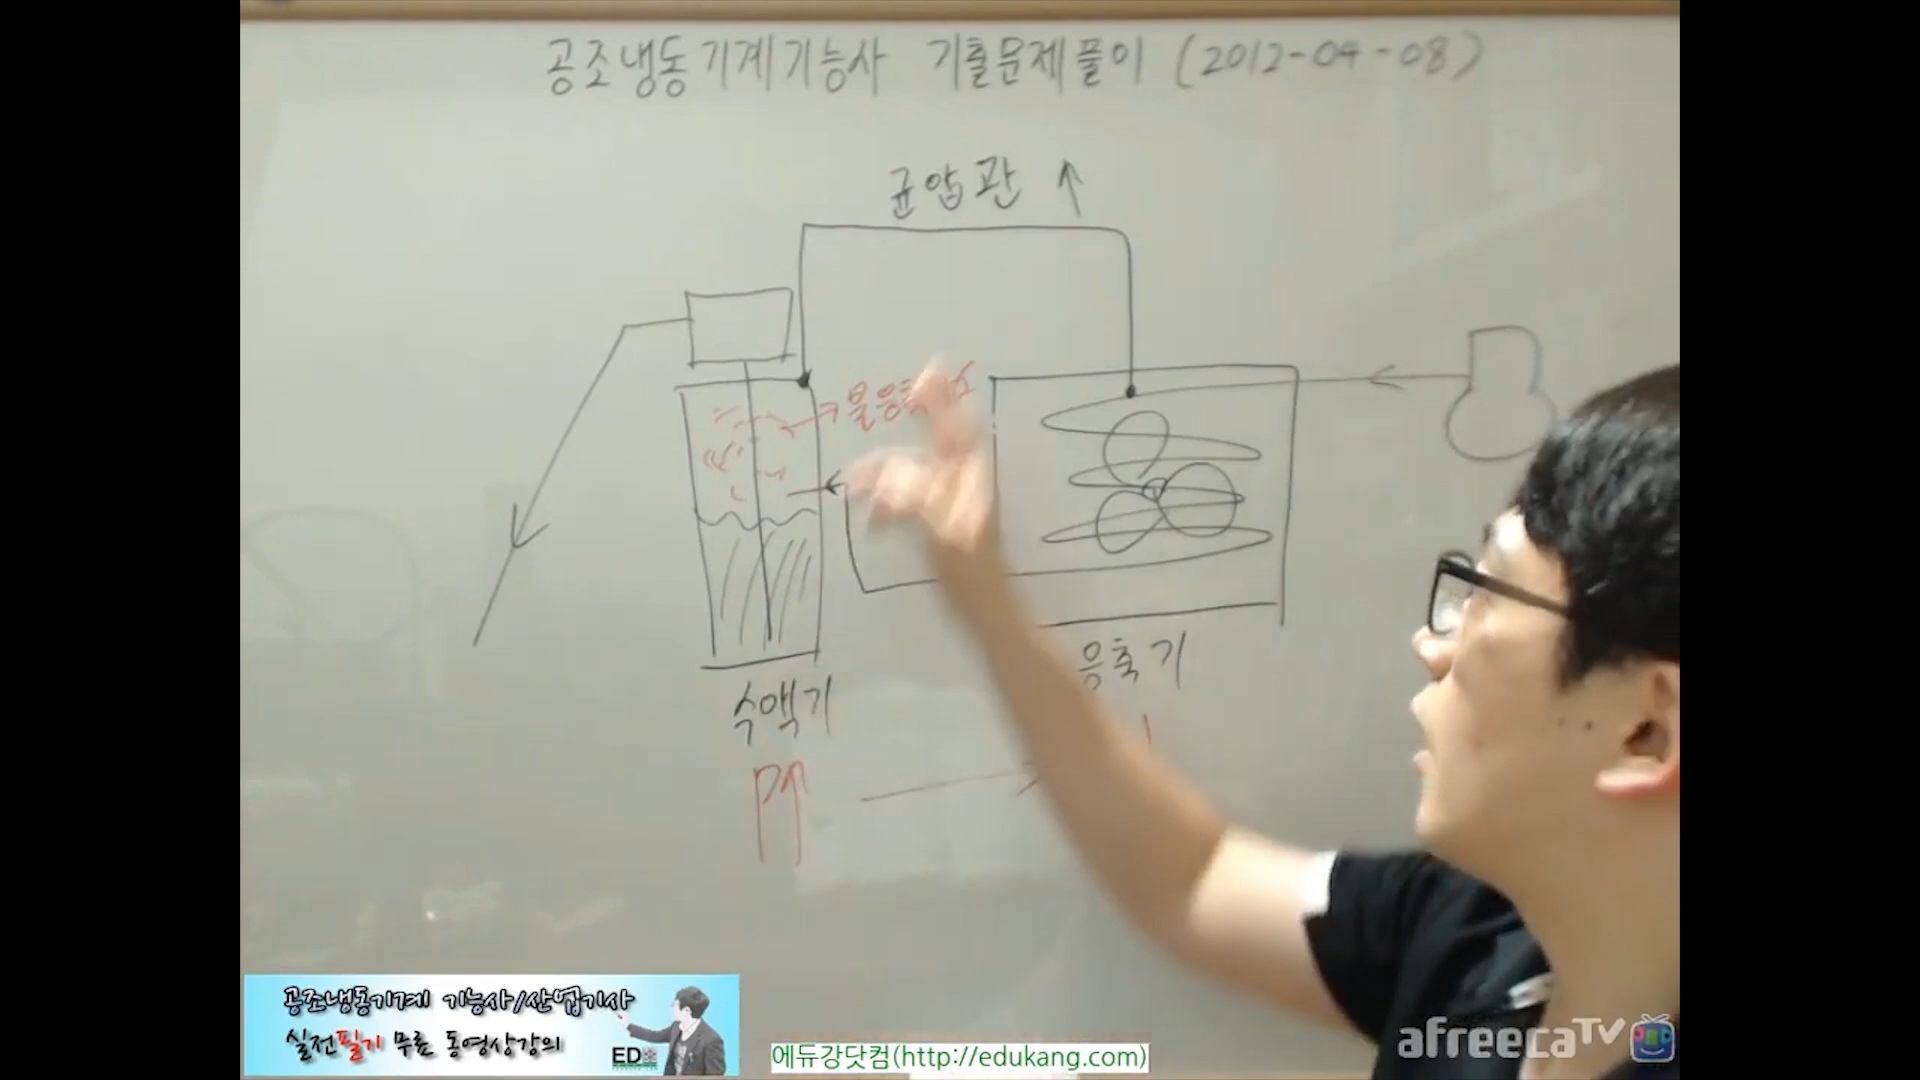 공조냉동기계기능사 기출문제풀이 (2012-04-08)
균압관 ↑
불응축
응축기
수액기
P↑
공조냉동기계 기능사/산업기사
실전필기 무료 동영상강의
에듀강닷컴(http://edukang.com)
afreecaTV